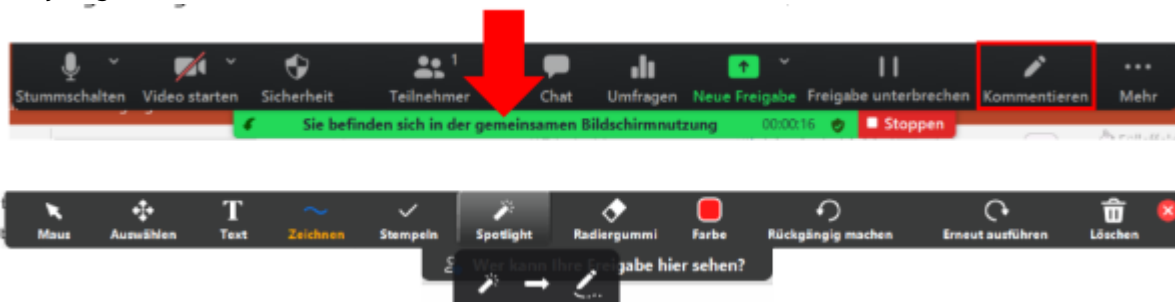 1
Stummschalten Video starten Sicherheit Teilnehmer Chat Umfragen Neue Freigabe Freigabe unterbrechen Kommentieren Mehr
Sie befinden sich in der gemeinsamen Bildschirmnutzung 00:00:16 Stoppen
T
Maus Auswählen Text Zeichnen Stempeln Spotlight Radiergummi Farbe Rückgängig machen Erneut ausführen Löschen
Wer kann Ihre Freigabe hier sehen?